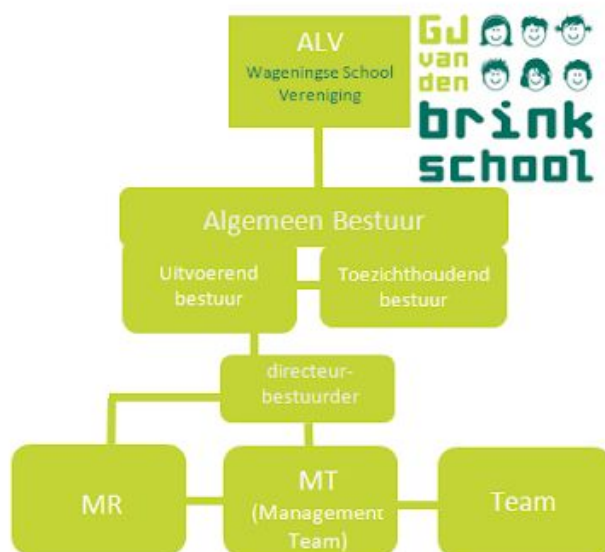 ALV
Wageningse School
Vereniging
GJ
van
den
brink
school
Algemeen Bestuur
Uitvoerend
bestuur
Toezichthoudend
bestuur
directeur-
bestuurder
MR
MT
(Management
Team)
Team